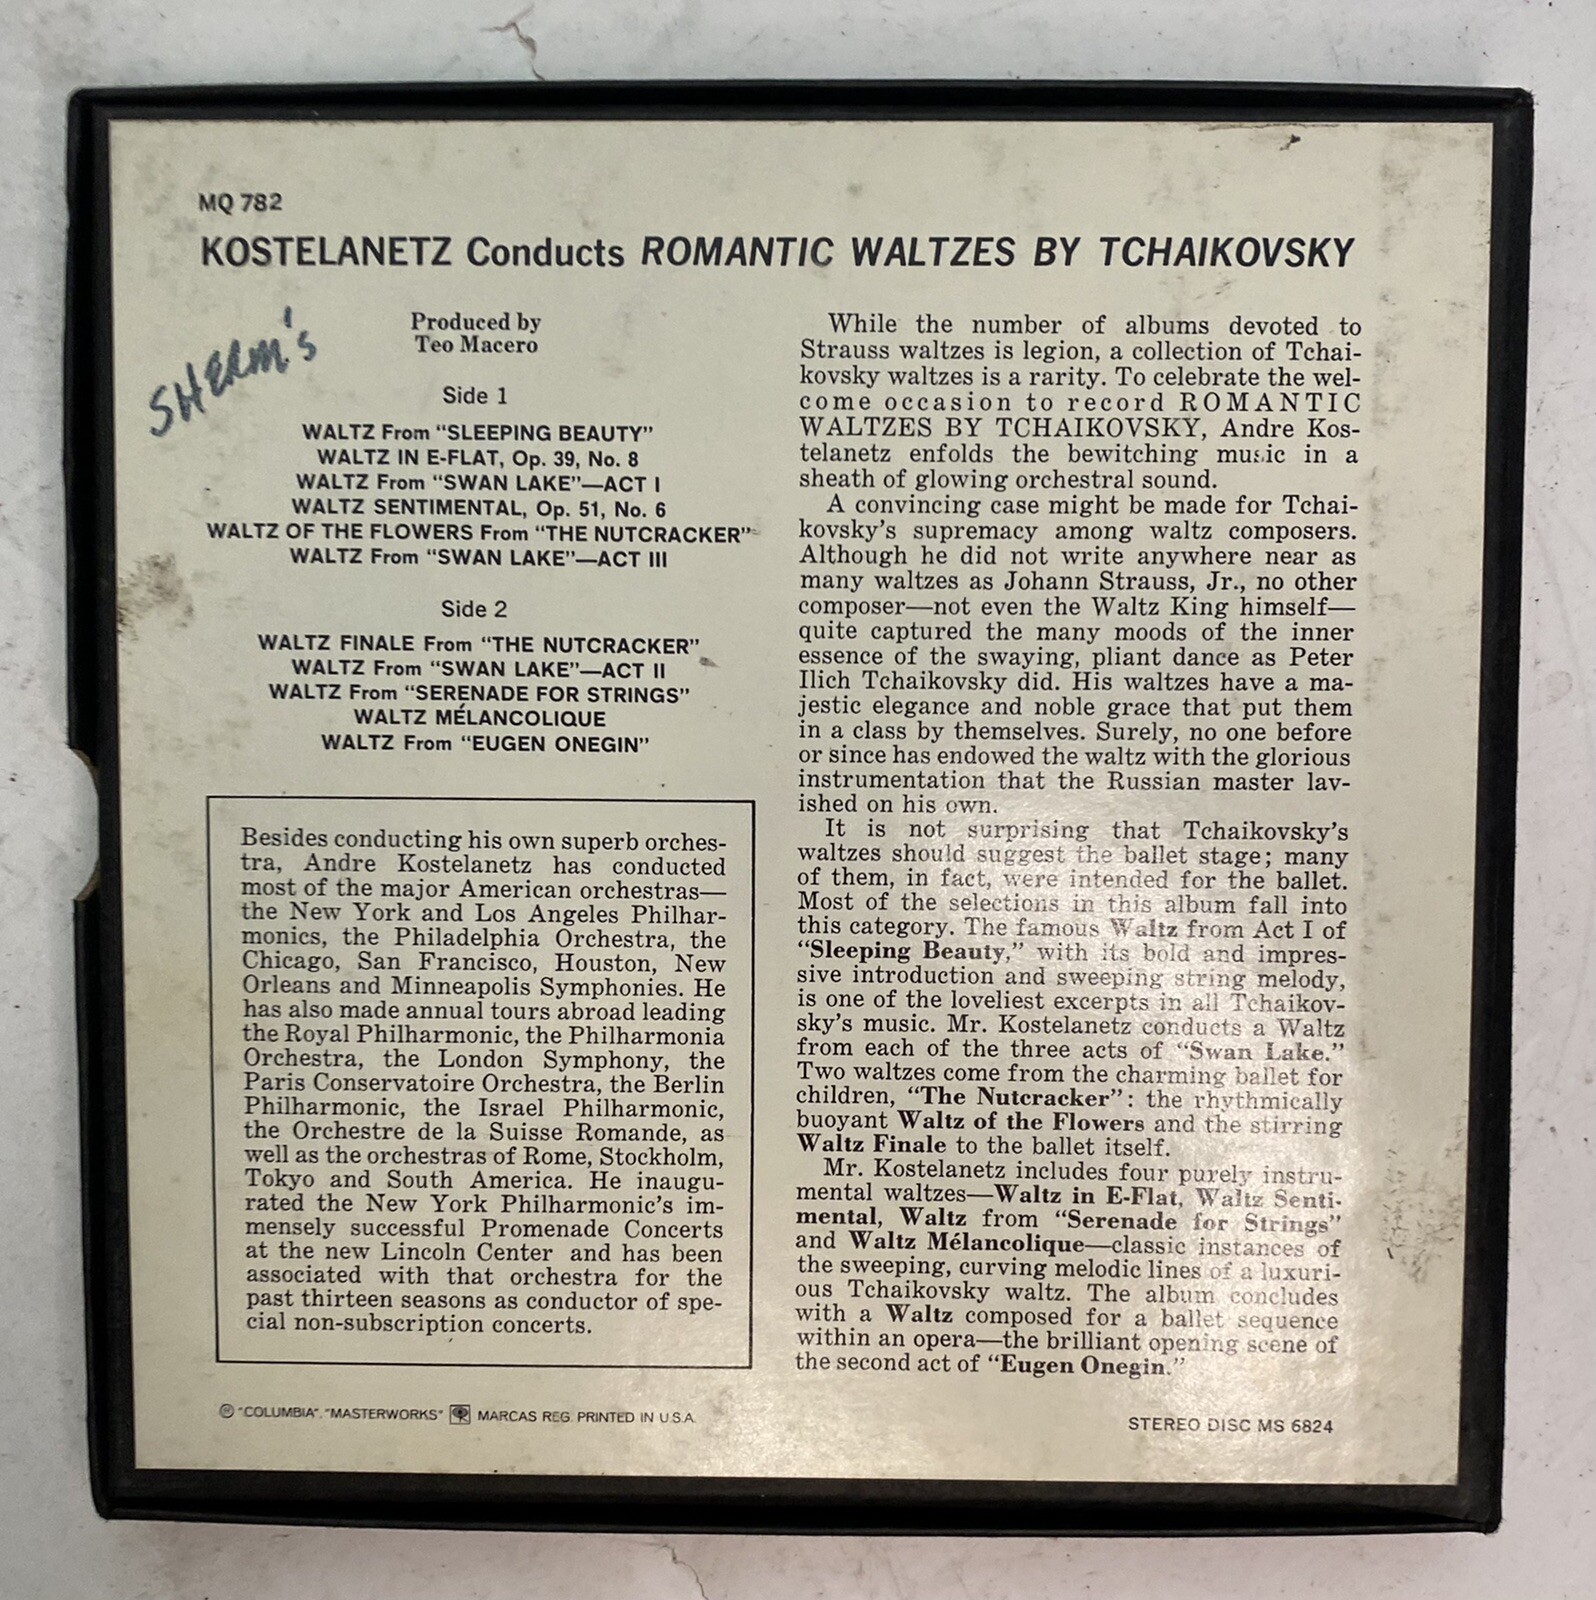 MQ 782
KOSTELANETZ Conducts ROMANTIC WALTZES BY TCHAIKOVSKY
SHERM's
Produced by
Teo Macero
Side 1
WALTZ From “SLEEPING BEAUTY”
WALTZ IN E-FLAT, Op. 39, No. 8
WALTZ From “SWAN LAKE”—ACT I
WALTZ SENTIMENTAL, Op. 51, No. 6
WALTZ OF THE FLOWERS From “THE NUTCRACKER”
WALTZ From “SWAN LAKE”—ACT III
Side 2
WALTZ FINALE From “THE NUTCRACKER”
WALTZ From “SWAN LAKE”—ACT II
WALTZ From “SERENADE FOR STRINGS”
WALTZ MÉLANCOLIQUE
WALTZ From “EUGEN ONEGIN”
Besides conducting his own superb orches-
tra, Andre Kostelanetz has conducted
most of the major American orchestras—
the New York and Los Angeles Philhar-
monics, the Philadelphia Orchestra, the
Chicago, San Francisco, Houston, New
Orleans and Minneapolis Symphonies. He
has also made annual tours abroad leading
the Royal Philharmonic, the Philharmonia
Orchestra, the London Symphony, the
Paris Conservatoire Orchestra, the Berlin
Philharmonic, the Israel Philharmonic,
the Orchestre de la Suisse Romande, as
well as the orchestras of Rome, Stockholm,
Tokyo and South America. He inaugu-
rated the New York Philharmonic's im-
mensely successful Promenade Concerts
at the new Lincoln Center and has been
associated with that orchestra for the
past thirteen seasons as conductor of spe-
cial non-subscription concerts.
While the number of albums devoted to
Strauss waltzes is legion, a collection of Tchai-
kovsky waltzes is a rarity. To celebrate the wel-
come occasion to record ROMANTIC
WALTZES BY TCHAIKOVSKY, Andre Kos-
telanetz enfolds the bewitching music in a
sheath of glowing orchestral sound.
A convincing case might be made for Tchai-
kovsky's supremacy among waltz composers.
Although he did not write anywhere near as
many waltzes as Johann Strauss, Jr., no other
composer—not even the Waltz King himself—
quite captured the many moods of the inner
essence of the swaying, pliant dance as Peter
Ilich Tchaikovsky did. His waltzes have a ma-
jestic elegance and noble grace that put them
in a class by themselves. Surely, no one before
or since has endowed the waltz with the glorious
instrumentation that the Russian master lav-
ished on his own.
It is not surprising that Tchaikovsky's
waltzes should suggest the ballet stage; many
of them, in fact, were intended for the ballet.
Most of the selections in this album fall into
this category. The famous Waltz from Act I of
“Sleeping Beauty,” with its bold and impres-
sive introduction and sweeping string melody,
is one of the loveliest excerpts in all Tchaikov-
sky's music. Mr. Kostelanetz conducts a Waltz
from each of the three acts of “Swan Lake.”
Two waltzes come from the charming ballet for
children, “The Nutcracker”: the rhythmically
buoyant Waltz of the Flowers and the stirring
Waltz Finale to the ballet itself.
Mr. Kostelanetz includes four purely instru-
mental waltzes—Waltz in E-Flat, Waltz Senti-
mental, Waltz from “Serenade for Strings”
and Waltz Mélancolique—classic instances of
the sweeping, curving melodic lines of a luxuri-
ous Tchaikovsky waltz. The album concludes
with a Waltz composed for a ballet sequence
within an opera—the brilliant opening scene of
the second act of “Eugen Onegin.”
® “COLUMBIA”, “MASTERWORKS” MARCAS REG. PRINTED IN U.S.A.
STEREO DISC MS 6824